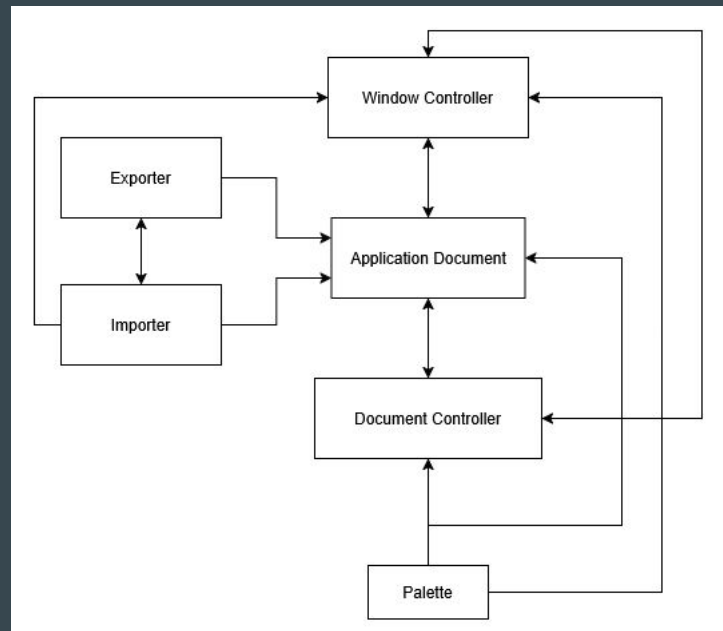 Window Controller
Exporter
Application Document
Importer
Document Controller
Palette